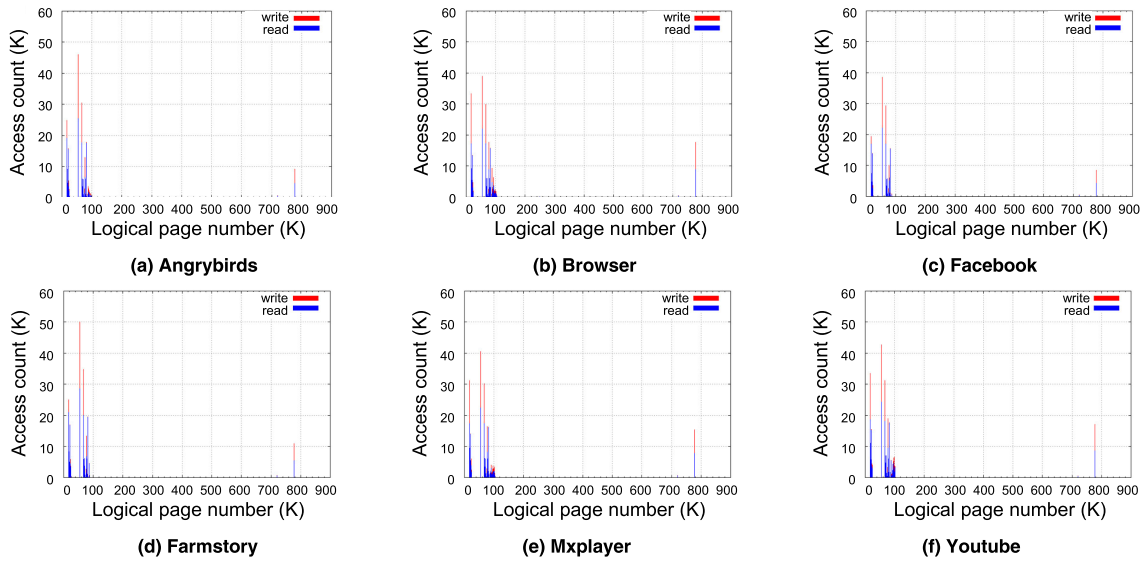 write
read
Access count (K)
60
50
40
30
20
10
0
0 100 200 300 400 500 600 700 800 900
Logical page number (K)
(a) Angrybirds
write
read
Access count (K)
60
50
40
30
20
10
0
0 100 200 300 400 500 600 700 800 900
Logical page number (K)
(b) Browser
write
read
Access count (K)
60
50
40
30
20
10
0
0 100 200 300 400 500 600 700 800 900
Logical page number (K)
(c) Facebook
write
read
Access count (K)
60
50
40
30
20
10
0
0 100 200 300 400 500 600 700 800 900
Logical page number (K)
(d) Farmstory
write
read
Access count (K)
60
50
40
30
20
10
0
0 100 200 300 400 500 600 700 800 900
Logical page number (K)
(e) Mxplayer
write
read
Access count (K)
60
50
40
30
20
10
0
0 100 200 300 400 500 600 700 800 900
Logical page number (K)
(f) Youtube